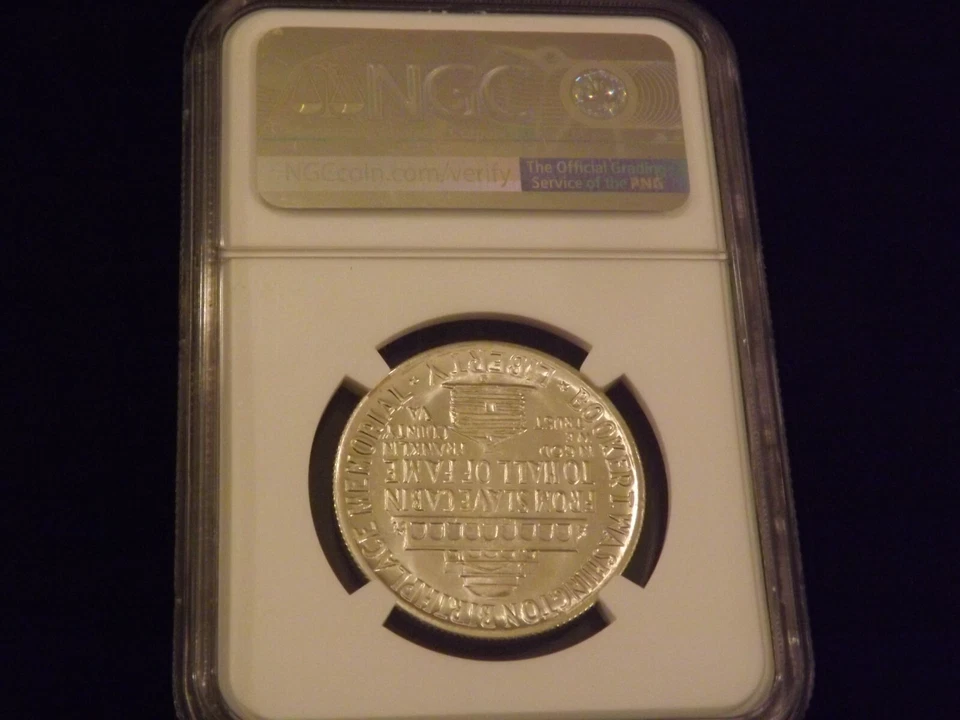 NGC
NGCcoin.com/verify
The Official Grading
Service of the PNG
BOOKER T. WASHINGTON BIRTHPLACE MEMORIAL
FROM SLAVE CABIN
TO HALL OF FAME
IN GOD
WE
TRUST
FRANKLIN
COUNTY
VA
LIBERTY